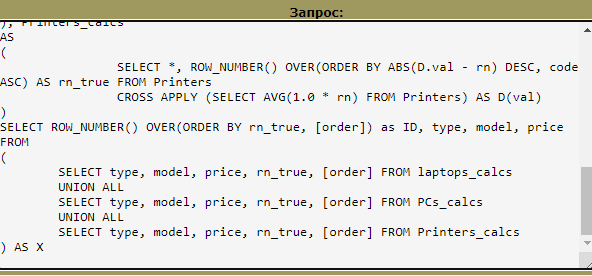 Запрос:
), Printers_calcs
AS
(
SELECT *, ROW_NUMBER() OVER(ORDER BY ABS(D.val - rn) DESC, code
ASC) AS rn_true FROM Printers
CROSS APPLY (SELECT AVG(1.0 * rn) FROM Printers) AS D(val)
)
SELECT ROW_NUMBER() OVER(ORDER BY rn_true, [order]) as ID, type, model, price
FROM
(
SELECT type, model, price, rn_true, [order] FROM laptops_calcs
UNION ALL
SELECT type, model, price, rn_true, [order] FROM PCs_calcs
UNION ALL
SELECT type, model, price, rn_true, [order] FROM Printers_calcs
) AS X